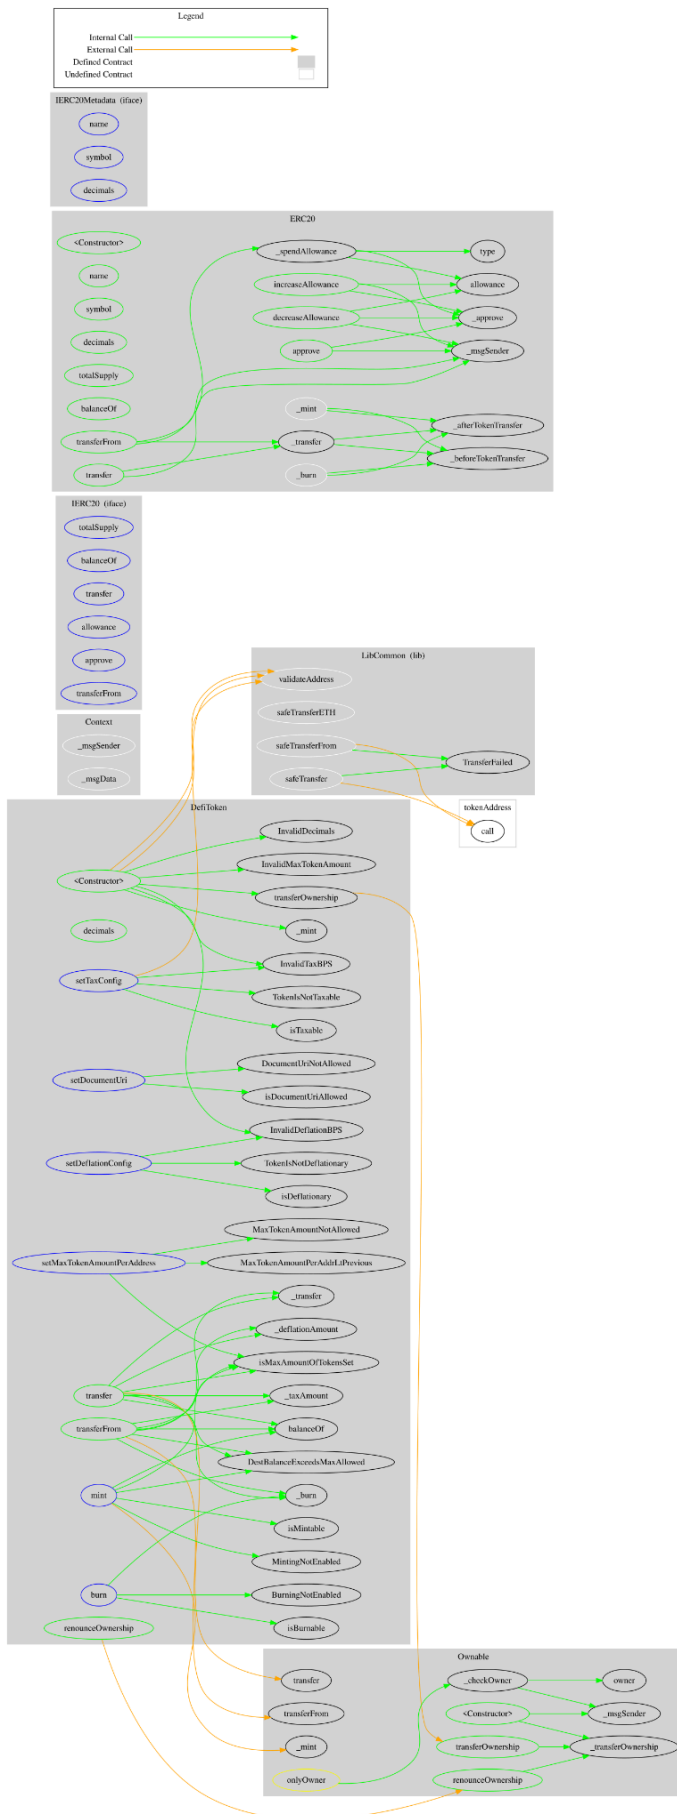 Legend
Internal Call
External Call
Defined Contract
Undefined Contract
IERC20Metadata (iface)
name
symbol
decimals
ERC20
<Constructor>
name
symbol
decimals
totalSupply
balanceOf
transferFrom
transfer
_spendAllowance
increaseAllowance
decreaseAllowance
approve
_mint
_transfer
_burn
type
allowance
_approve
_msgSender
_afterTokenTransfer
_beforeTokenTransfer
IERC20 (iface)
totalSupply
balanceOf
transfer
allowance
approve
transferFrom
LibCommon (lib)
validateAddress
safeTransferETH
safeTransferFrom
safeTransfer
TransferFailed
Context
_msgSender
_msgData
tokenAddress
call
DefiToken
<Constructor>
decimals
setTaxConfig
setDocumentUri
setDeflationConfig
setMaxTokenAmountPerAddress
transfer
transferFrom
mint
burn
renounceOwnership
InvalidDecimals
InvalidMaxTokenAmount
transferOwnership
_mint
InvalidTaxBPS
TokenIsNotTaxable
isTaxable
DocumentUriNotAllowed
isDocumentUriAllowed
InvalidDeflationBPS
TokenIsNotDeflationary
isDeflationary
MaxTokenAmountNotAllowed
MaxTokenAmountPerAddrLtPrevious
_transfer
_deflationAmount
isMaxAmountOfTokensSet
_taxAmount
balanceOf
DestBalanceExceedsMaxAllowed
_burn
isMintable
MintingNotEnabled
BurningNotEnabled
isBurnable
Ownable
transfer
transferFrom
_mint
onlyOwner
_checkOwner
<Constructor>
transferOwnership
renounceOwnership
owner
_msgSender
_transferOwnership